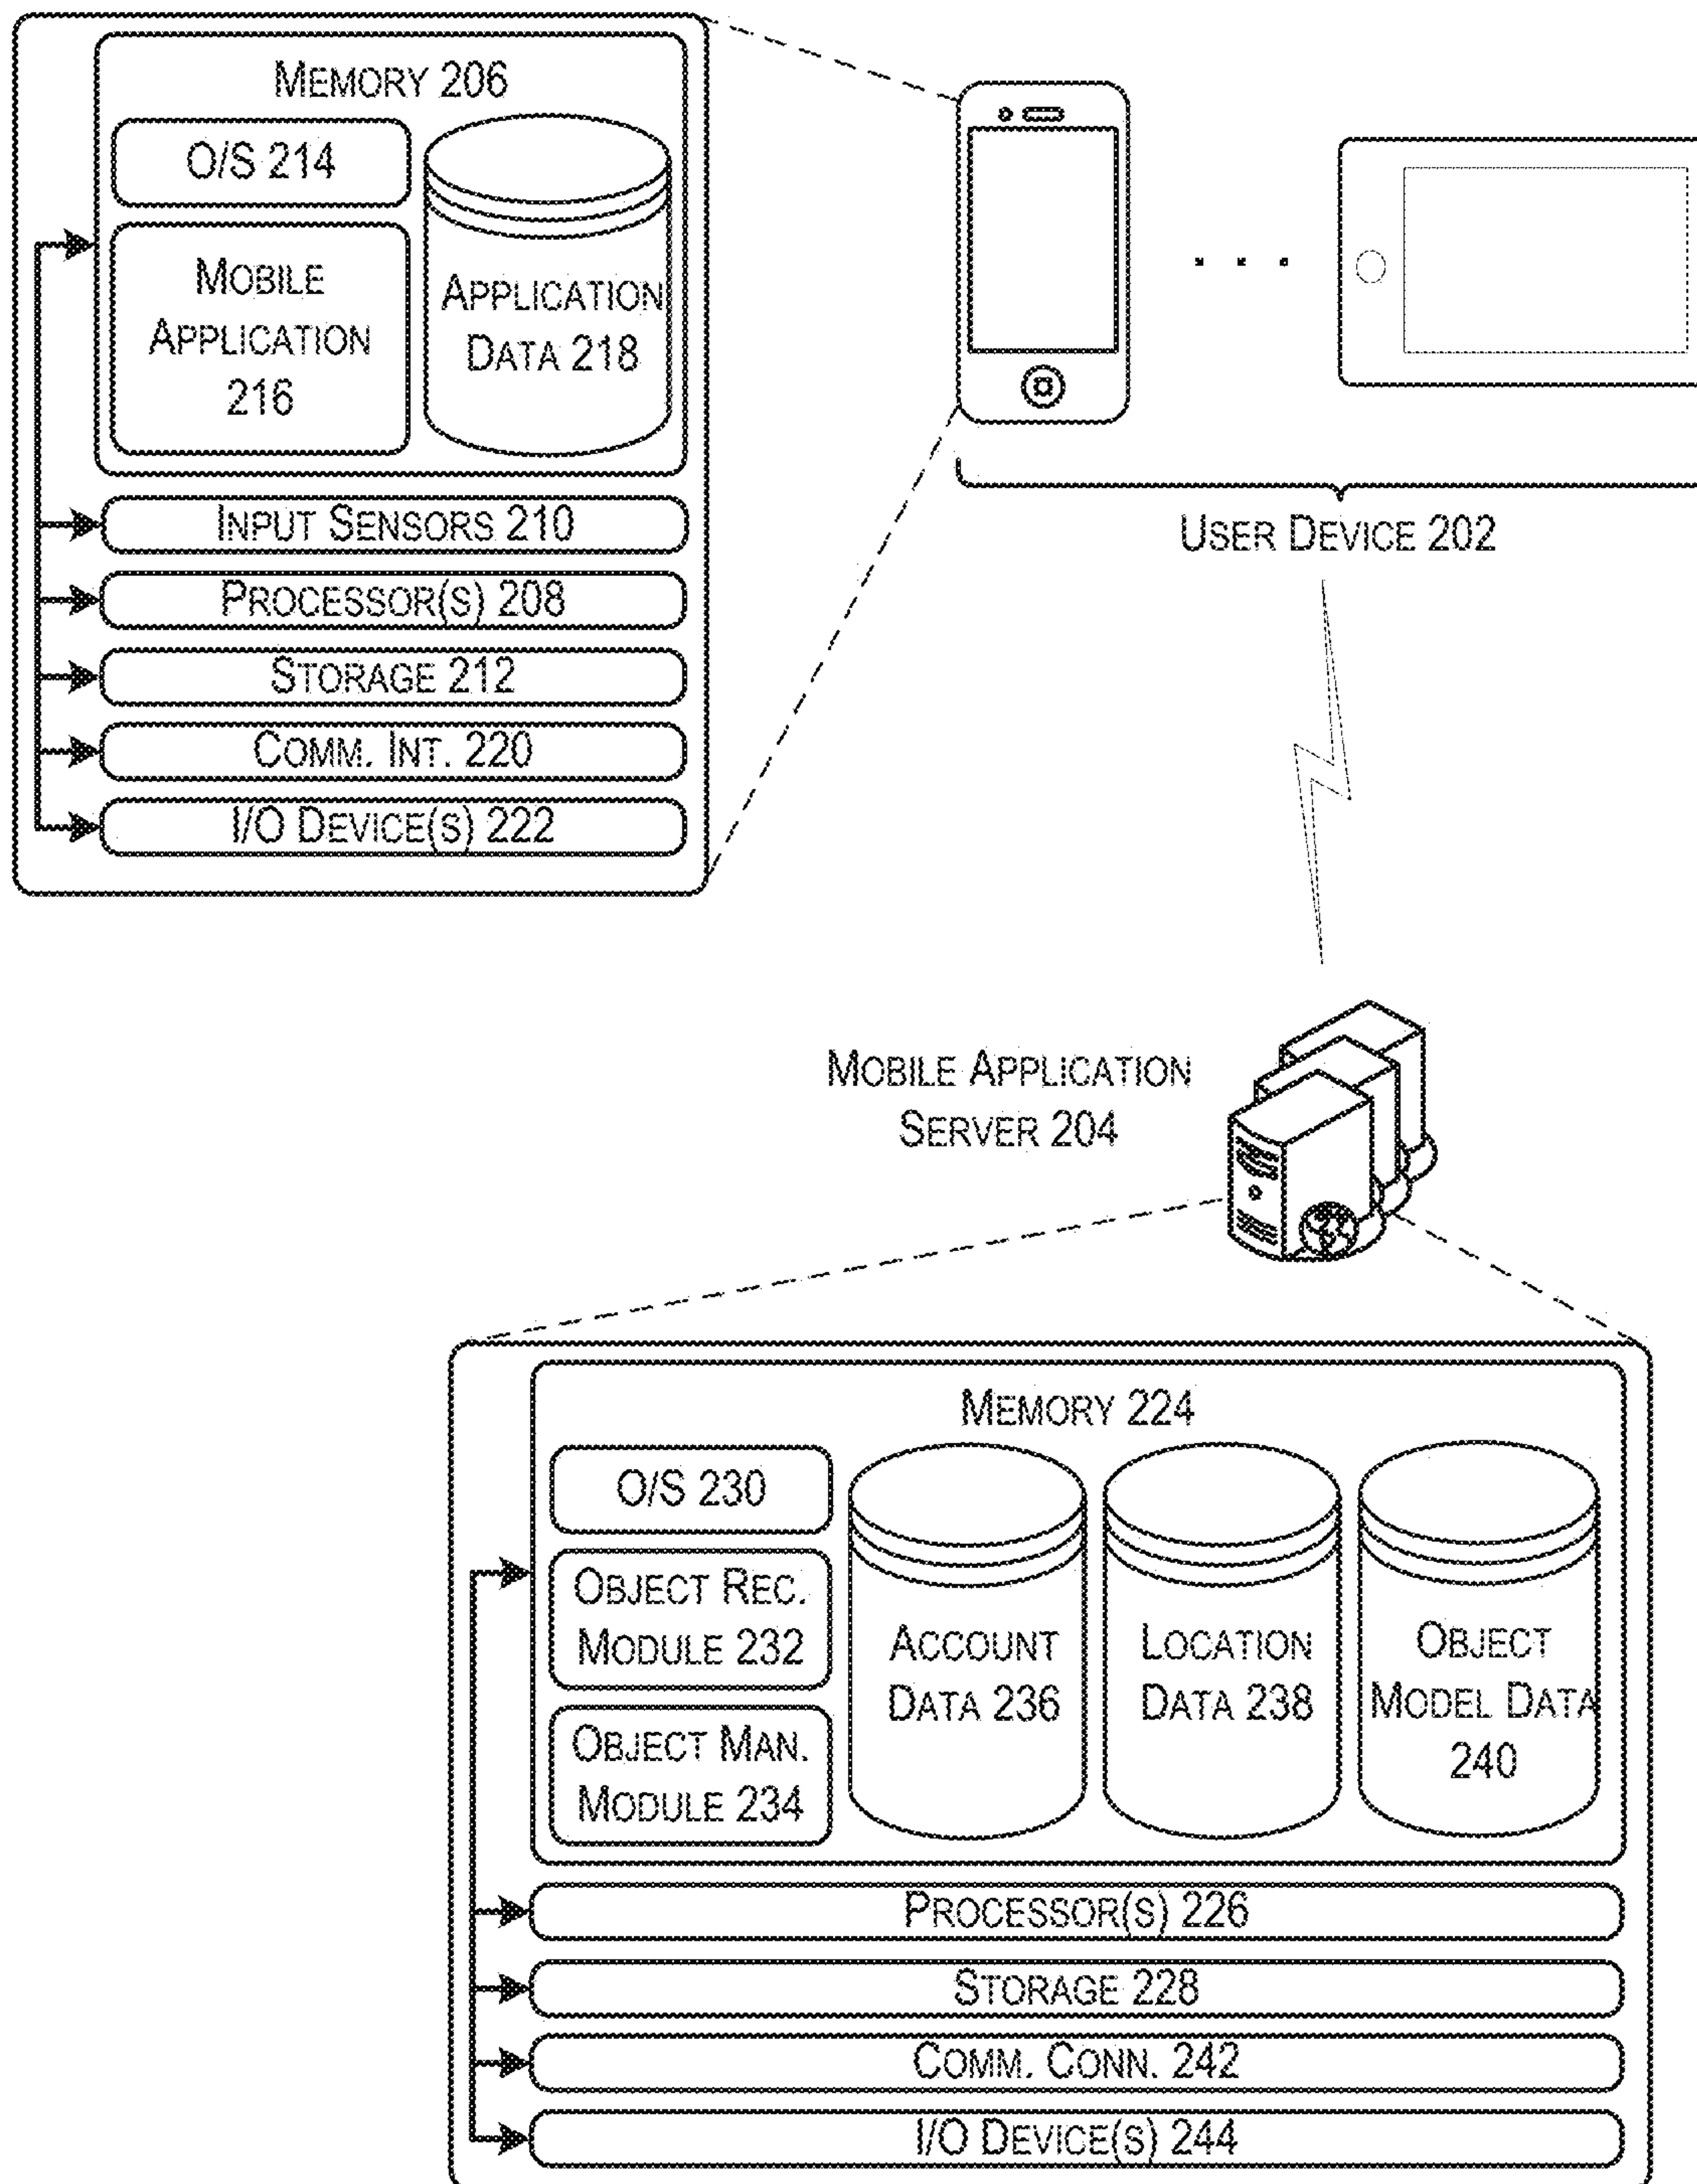 MEMORY 206
O/S 214
MOBILE
APPLICATION
216
APPLICATION
DATA 218
INPUT SENSORS 210
PROCESSOR(S) 208
STORAGE 212
COMM. INT. 220
I/O DEVICE(S) 222
USER DEVICE 202
MOBILE APPLICATION
SERVER 204
MEMORY 224
O/S 230
OBJECT REC.
MODULE 232
OBJECT MAN.
MODULE 234
ACCOUNT
DATA 236
LOCATION
DATA 238
OBJECT
MODEL DATA
240
PROCESSOR(S) 226
STORAGE 228
COMM. CONN. 242
I/O DEVICE(S) 244